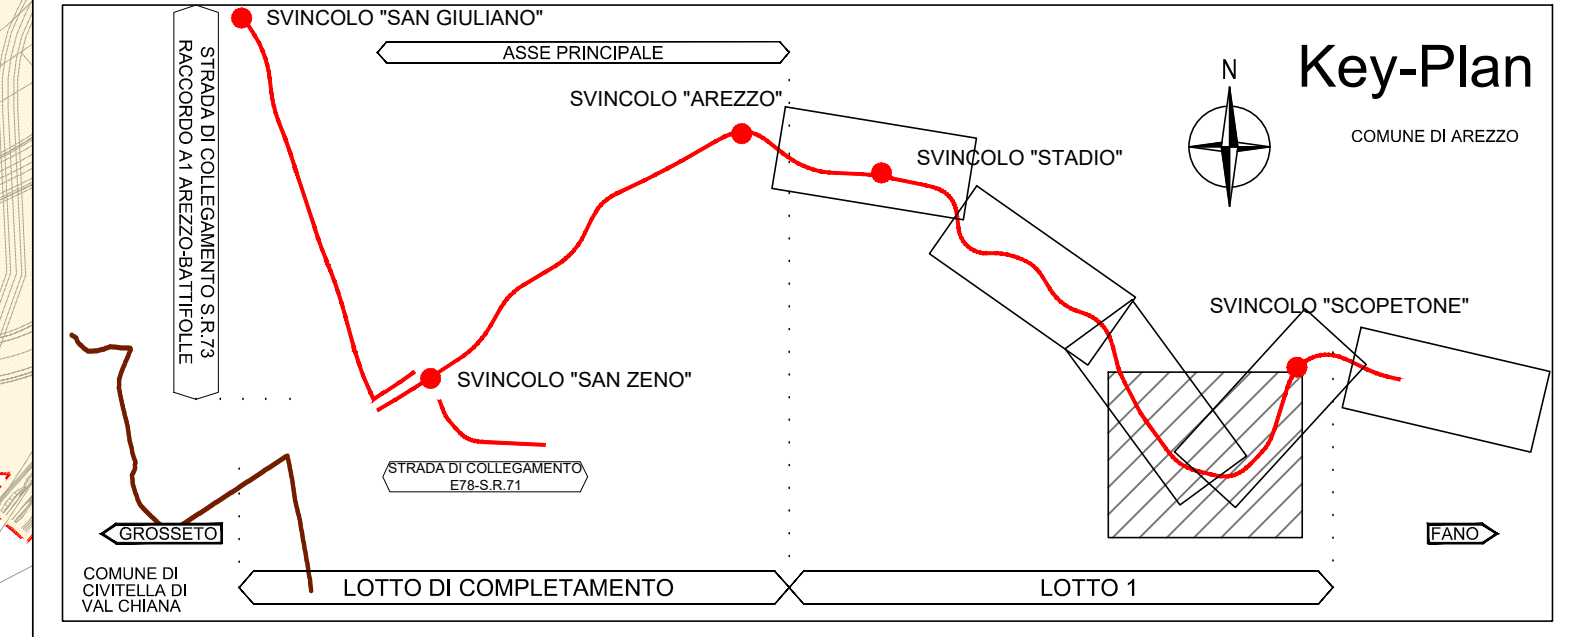 SVINCOLO "SAN GIULIANO"
ASSE PRINCIPALE
Key-Plan
N
COMUNE DI AREZZO
SVINCOLO "AREZZO"
SVINCOLO "STADIO"
STRADA DI COLLEGAMENTO S.R.73
RACCORDO A1 AREZZO-BATTIFOLLE
SVINCOLO "SCOPETONE"
SVINCOLO "SAN ZENO"
STRADA DI COLLEGAMENTO
E78-S.R.71
GROSSETO
FANO
COMUNE DI
CIVITELLA DI
VAL CHIANA
LOTTO DI COMPLETAMENTO
LOTTO 1